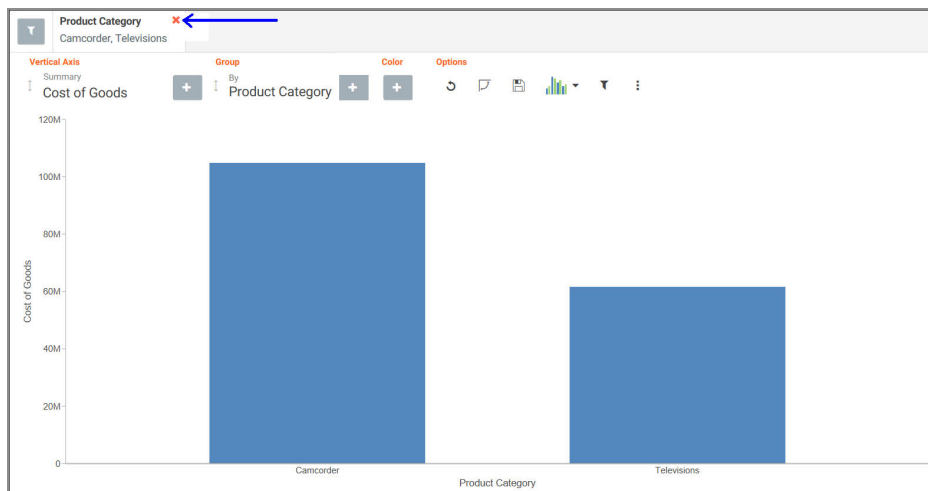 Product Category
Camcorder, Televisions
Vertical Axis Group Color Options
Summary By
Cost of Goods Product Category
120M
100M
80M
60M
40M
20M
0
Cost of Goods
Camcorder Televisions
Product Category